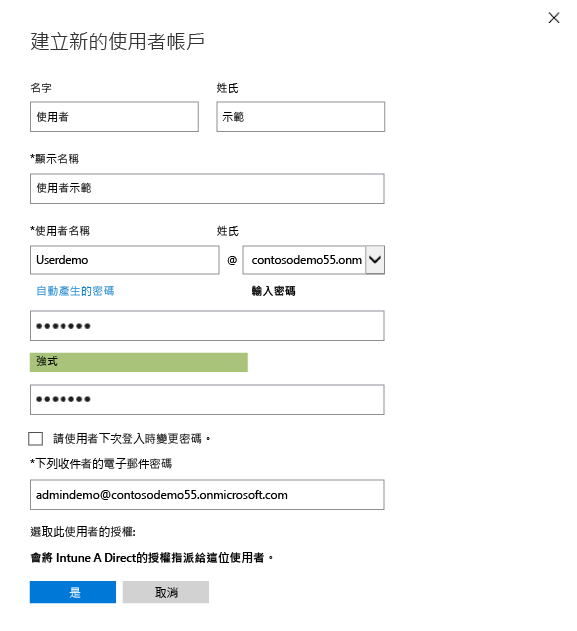 建立新的使用者帳戶
名字 姓氏
使用者 示範
*顯示名稱
使用者示範
*使用者名稱 姓氏
Userdemo @ contosodemo55.onm
自動產生的密碼 輸入密碼
●●●●●●●
強式
●●●●●●●
請使用者下次登入時變更密碼。
*下列收件者的電子郵件密碼
admindemo@contosodemo55.onmicrosoft.com
選取此使用者的授權:
會將 Intune A Direct的授權指派給這位使用者。
是 取消